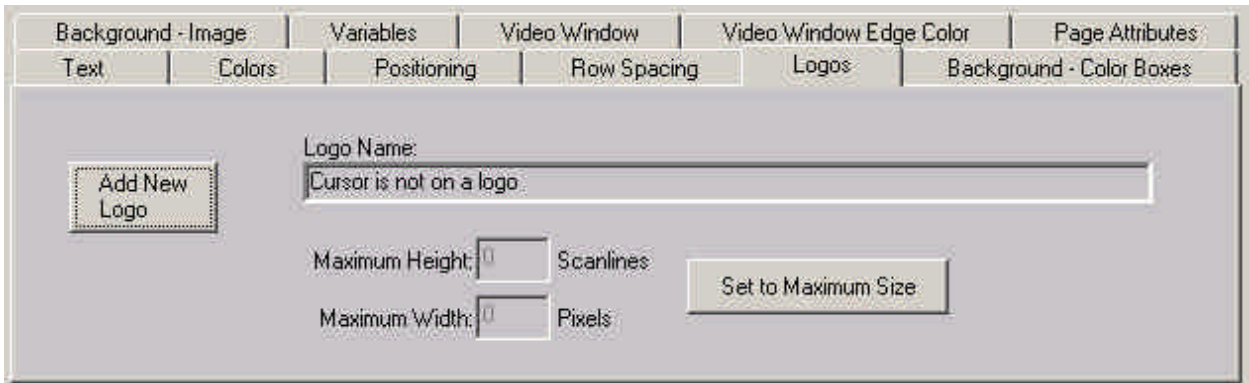 Background - Image Variables Video Window Video Window Edge Color Page Attributes
Text Colors Positioning Row Spacing Logos Background - Color Boxes
Logo Name:
Add New
Logo
Cursor is not on a logo
Maximum Height: 0 Scanlines
Set to Maximum Size
Maximum Width: 0 Pixels